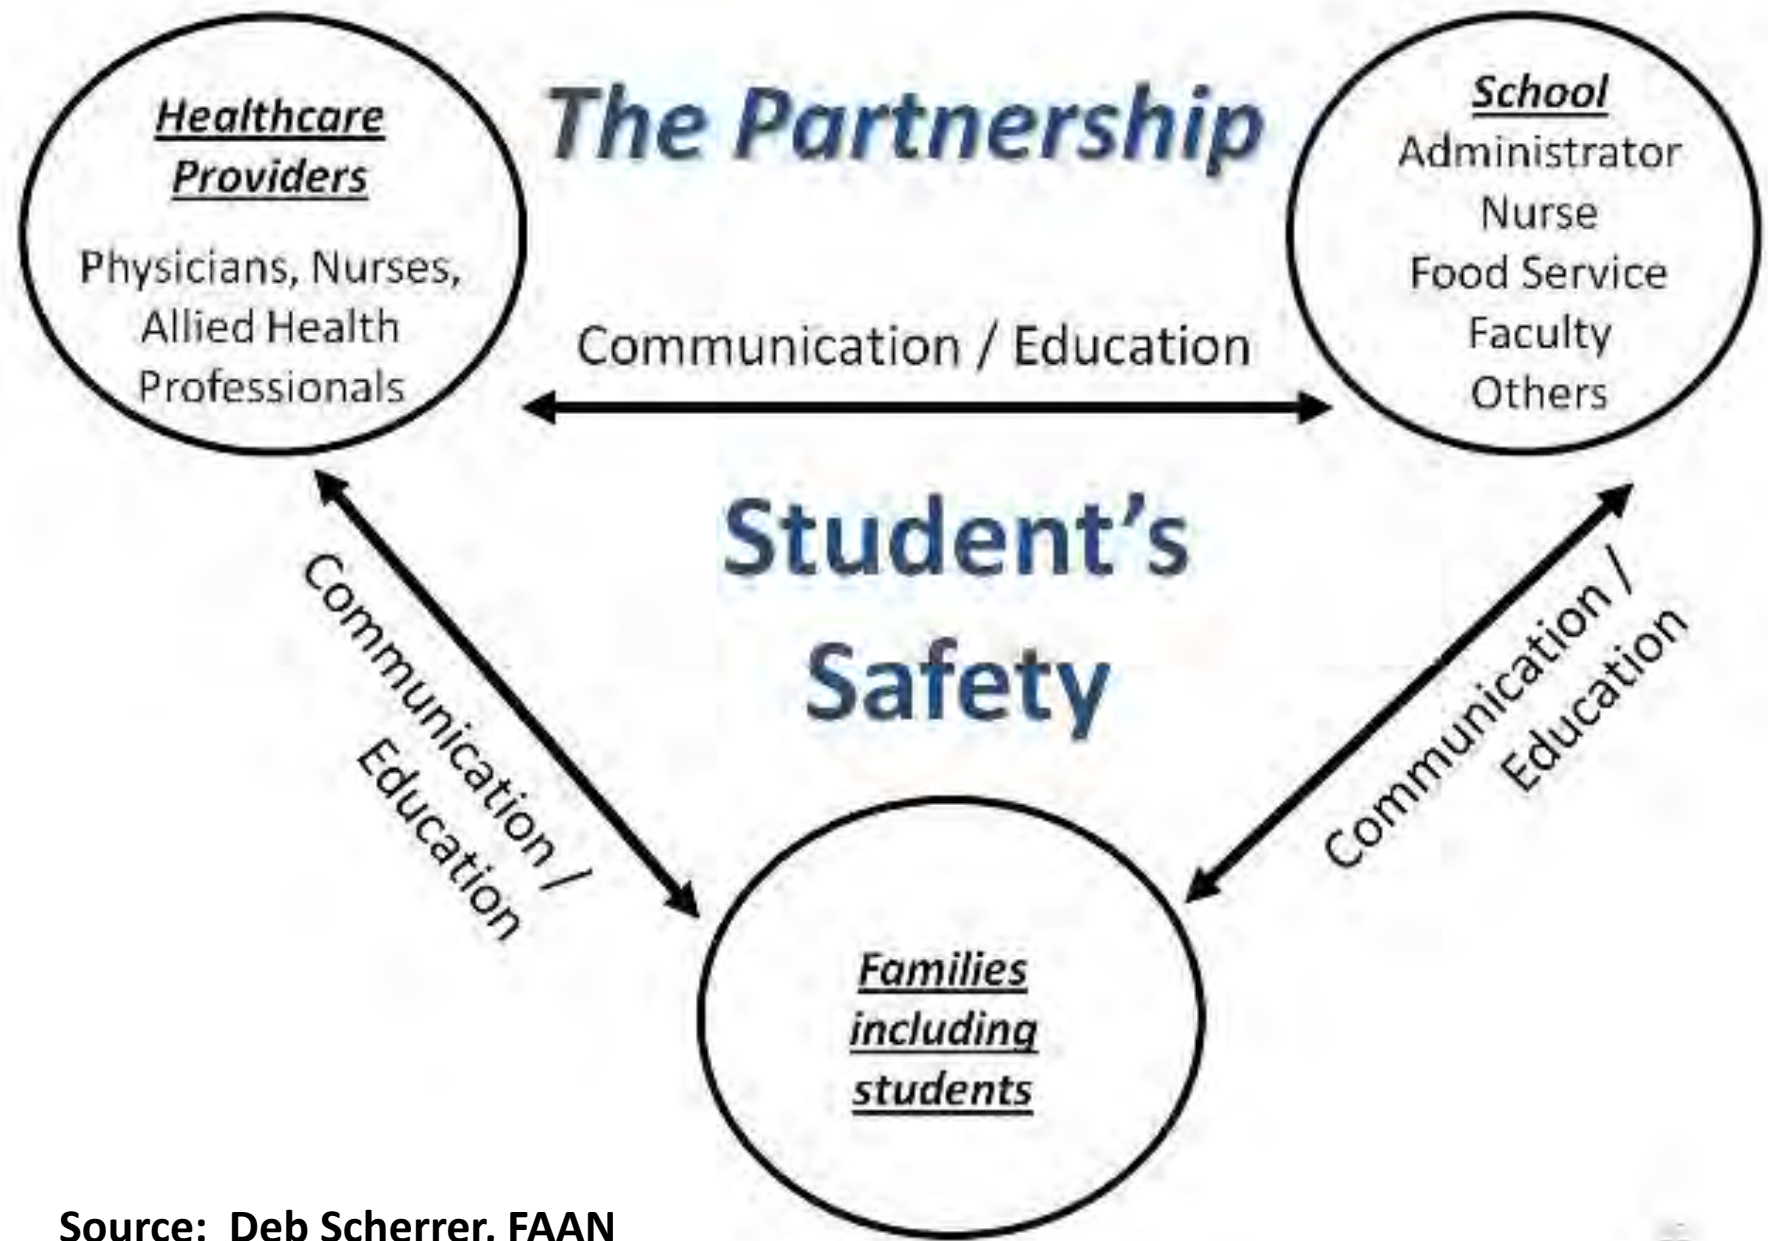 The Partnership
Healthcare
Providers
Physicians, Nurses,
Allied Health
Professionals
School
Administrator
Nurse
Food Service
Faculty
Others
Communication / Education
Student's
Safety
Communication /
Education
Communication /
Education
Families
including
students
Source:  Deb Scherrer, FAAN